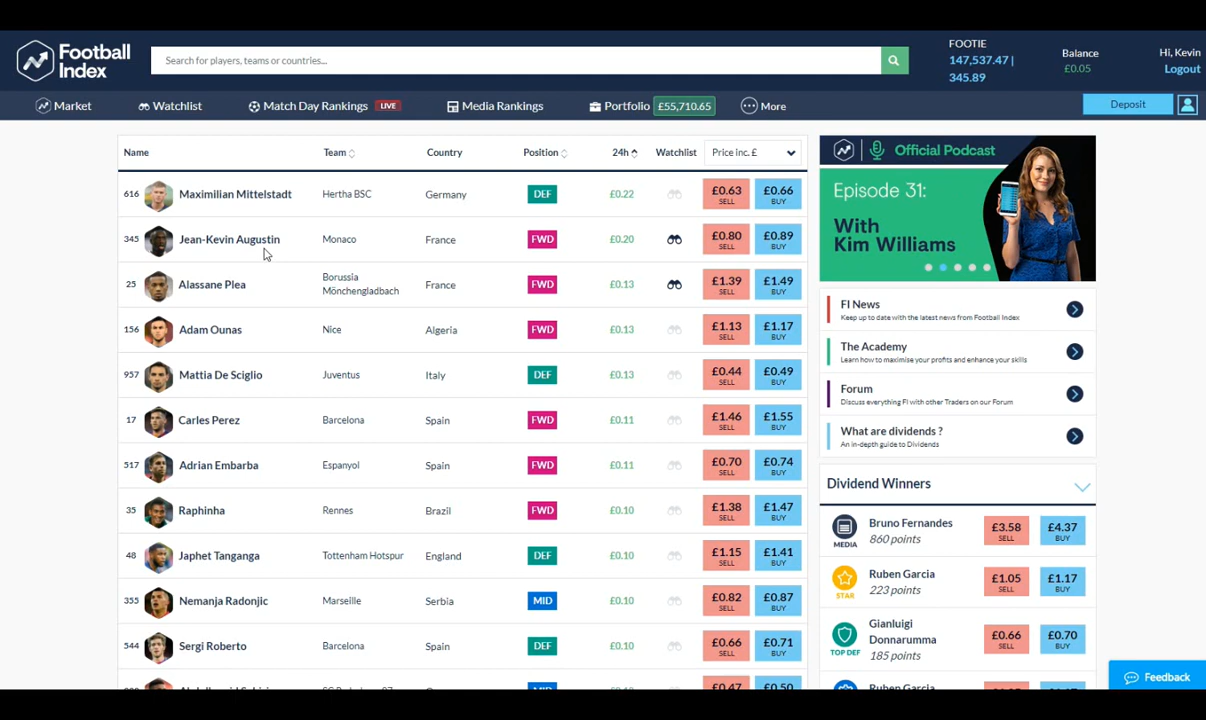 Football
Index
Search for players, teams or countries...
FOOTIE
147,537.47 |
345.89
Balance
£0.05
Hi, Kevin
Logout
Market
Watchlist
Match Day Rankings LIVE
Media Rankings
Portfolio £55,710.65
More
Deposit
Name Team Country Position 24h Watchlist Price inc. £
616 Maximilian Mittelstadt Hertha BSC Germany DEF £0.22 £0.63 SELL £0.66 BUY
345 Jean-Kevin Augustin Monaco France FWD £0.20 £0.80 SELL £0.89 BUY
25 Alassane Plea Borussia Mönchengladbach France FWD £0.13 £1.39 SELL £1.49 BUY
156 Adam Ounas Nice Algeria FWD £0.13 £1.13 SELL £1.17 BUY
957 Mattia De Sciglio Juventus Italy DEF £0.13 £0.44 SELL £0.49 BUY
17 Carles Perez Barcelona Spain FWD £0.11 £1.46 SELL £1.55 BUY
517 Adrian Embarba Espanyol Spain FWD £0.11 £0.70 SELL £0.74 BUY
35 Raphinha Rennes Brazil FWD £0.10 £1.38 SELL £1.47 BUY
48 Japhet Tanganga Tottenham Hotspur England DEF £0.10 £1.15 SELL £1.41 BUY
355 Nemanja Radonjic Marseille Serbia MID £0.10 £0.82 SELL £0.87 BUY
544 Sergi Roberto Barcelona Spain DEF £0.10 £0.66 SELL £0.71 BUY
£0.47 £0.50
Official Podcast
Episode 31:
With
Kim Williams
FI News
Keep up to date with the latest news from Football Index
The Academy
Learn how to maximise your profits and enhance your skills
Forum
Discuss everything FI with other Traders on our Forum
What are dividends ?
An in-depth guide to Dividends
Dividend Winners
MEDIA Bruno Fernandes 860 points £3.58 SELL £4.37 BUY
STAR Ruben Garcia 223 points £1.05 SELL £1.17 BUY
TOP DEF Gianluigi Donnarumma 185 points £0.66 SELL £0.70 BUY
Ruben Garcia
Feedback